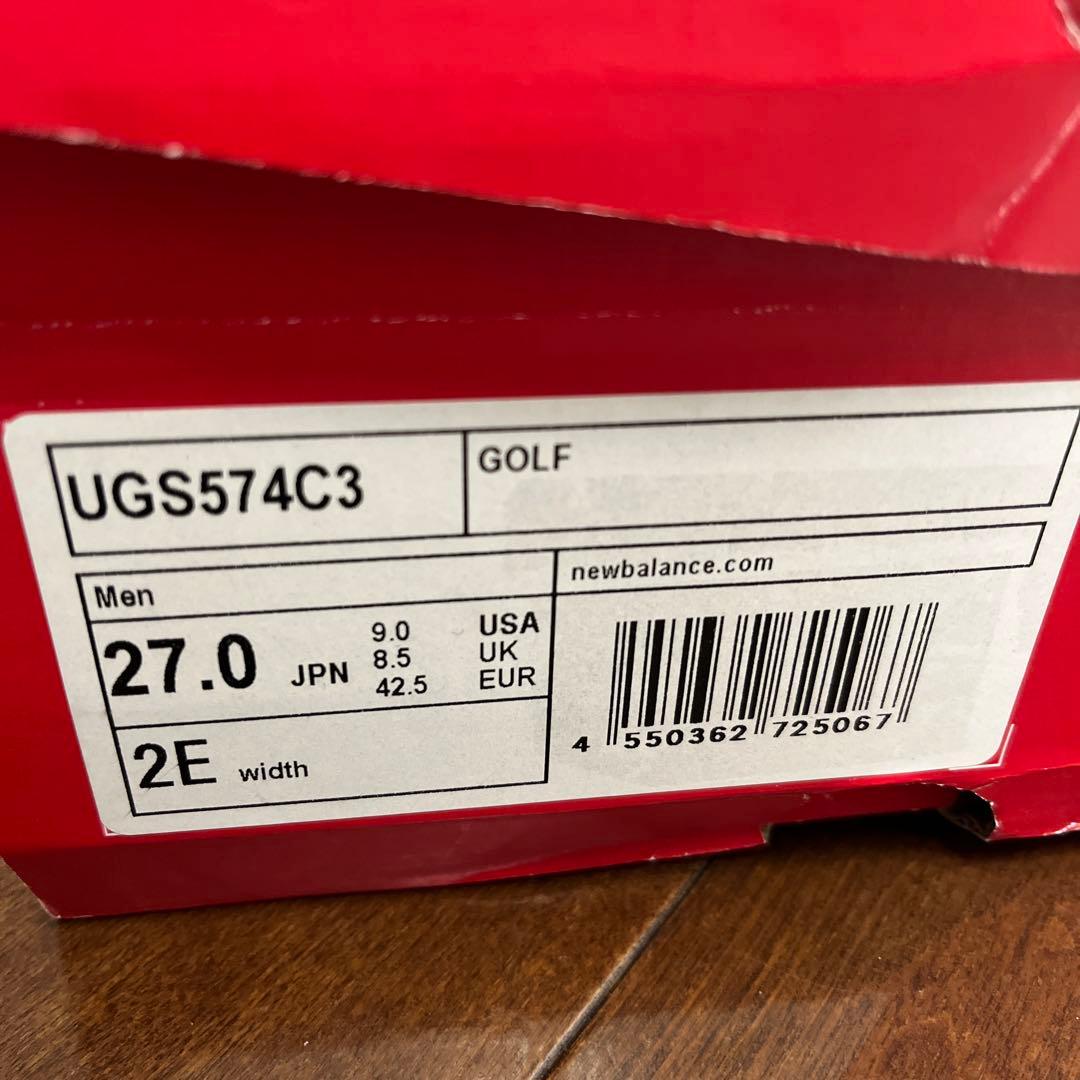 UGS574C3
GOLF
Men
newbalance.com
27.0 JPN
9.0 USA
8.5 UK
42.5 EUR
2E width
4 550362 725067